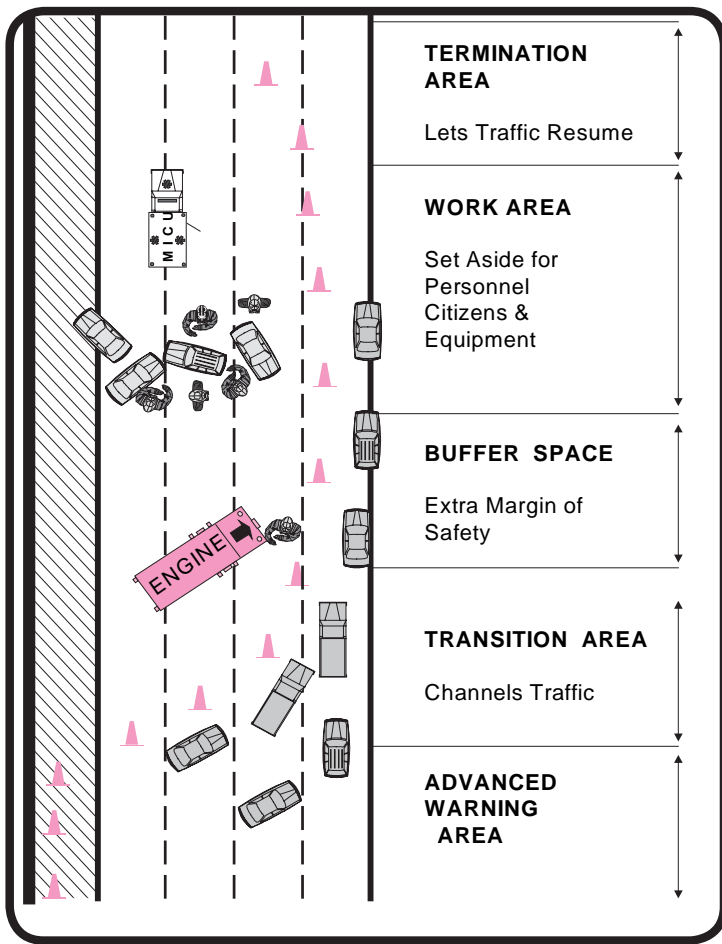 TERMINATION
AREA
Lets Traffic Resume
MICU
WORK AREA
Set Aside for
Personnel
Citizens &
Equipment
BUFFER SPACE
Extra Margin of
Safety
ENGINE
TRANSITION AREA
Channels Traffic
ADVANCED
WARNING
AREA